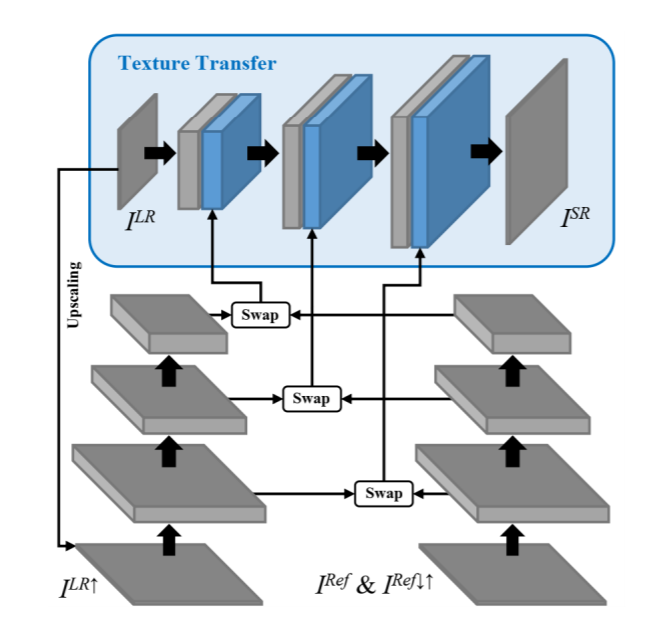 Texture Transfer
I^LR
I^SR
Upscaling
Swap
Swap
Swap
I^LR↑
I^Ref & I^Ref↓↑